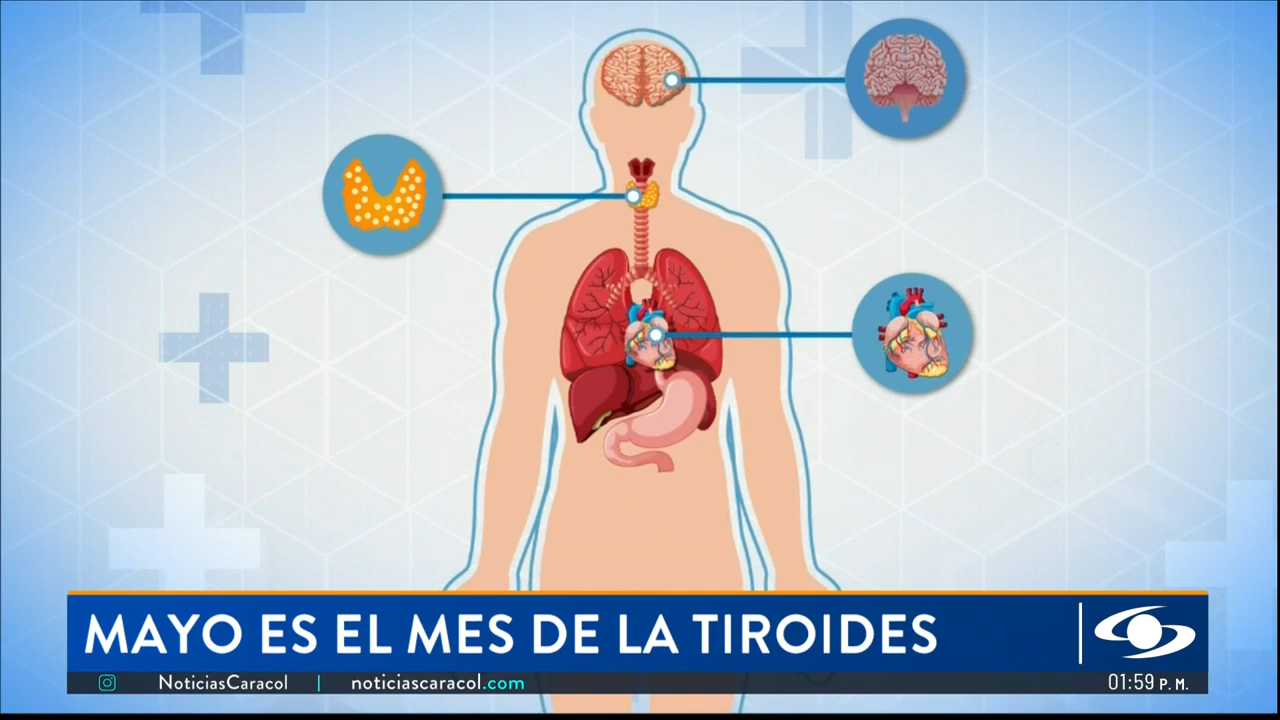 MAYO ES EL MES DE LA TIROIDES
NoticiasCaracol | noticiascaracol.com 01:59 P. M.